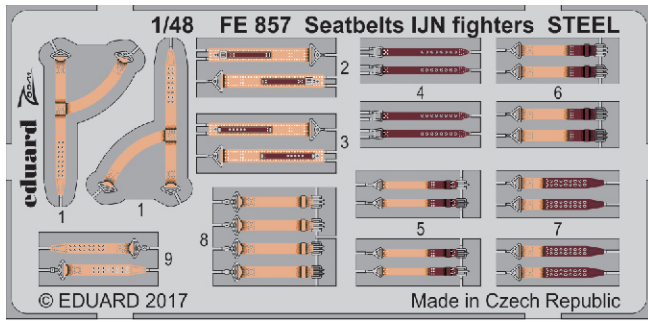 1/48 FE 857 Seatbelts IJN fighters STEEL
eduard
Zoom
1
1
2
3
4
5
6
7
8
9
© EDUARD 2017
Made in Czech Republic